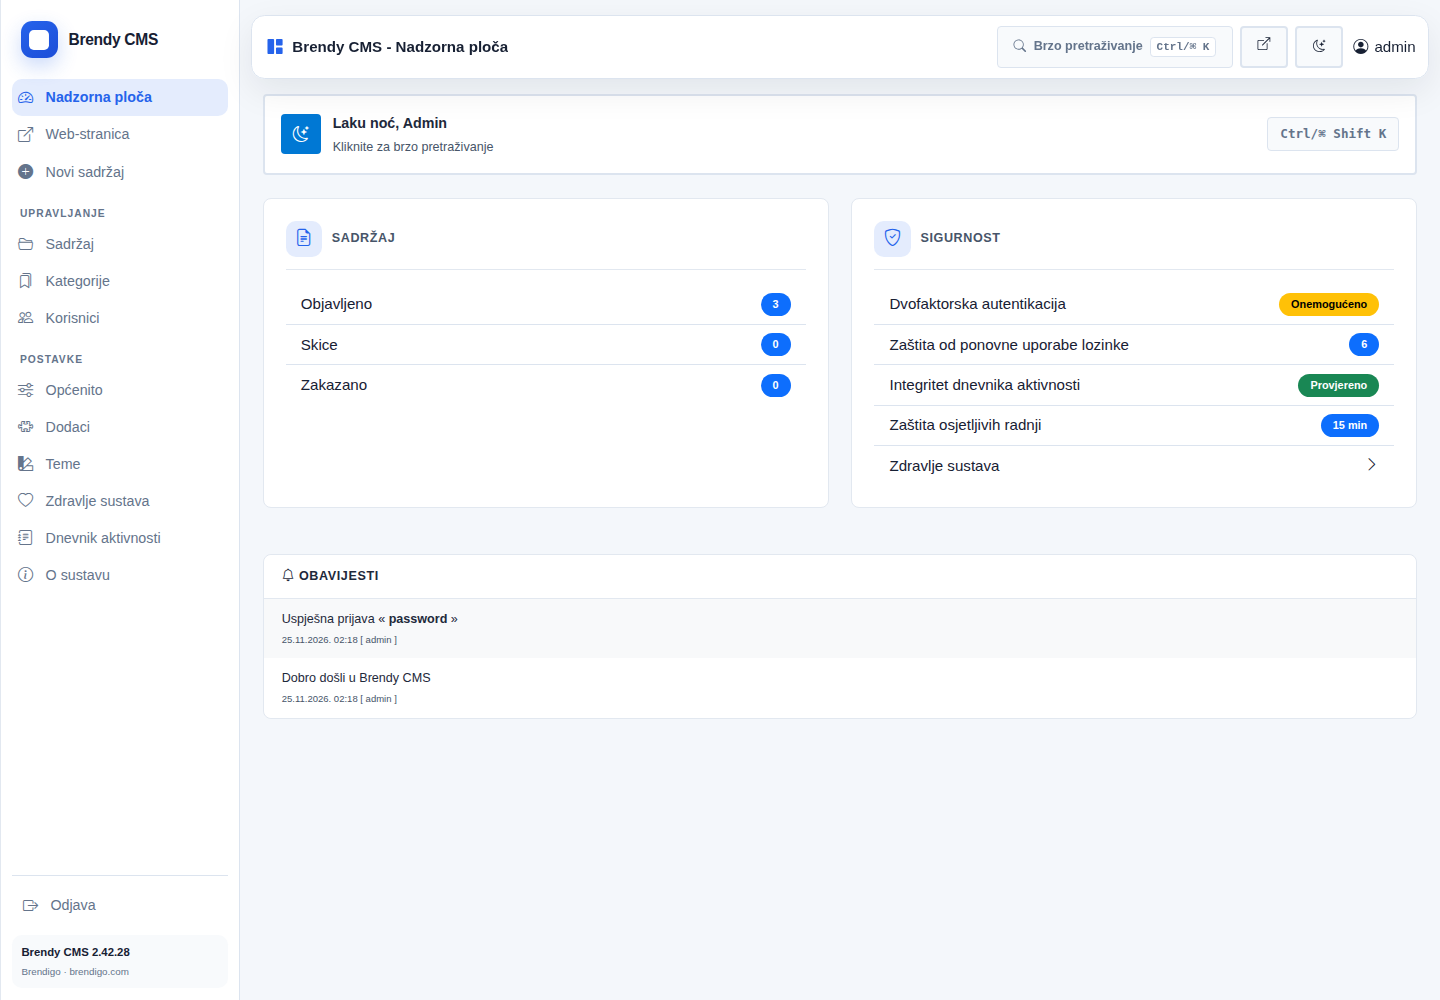 Brendy CMS
Nadzorna ploča
Web-stranica
Novi sadržaj
UPRAVLJANJE
Sadržaj
Kategorije
Korisnici
POSTAVKE
Općenito
Dodaci
Teme
Zdravlje sustava
Dnevnik aktivnosti
O sustavu
Odjava
Brendy CMS 2.42.28
Brendigo · brendigo.com
Brendy CMS - Nadzorna ploča
Brzo pretraživanje Ctrl/⌘ K
admin
Laku noć, Admin
Kliknite za brzo pretraživanje
Ctrl/⌘ Shift K
SADRŽAJ
Objavljeno 3
Skice 0
Zakazano 0
SIGURNOST
Dvofaktorska autentikacija Onemogućeno
Zaštita od ponovne uporabe lozinke 6
Integritet dnevnika aktivnosti Provjereno
Zaštita osjetljivih radnji 15 min
Zdravlje sustava
OBAVIJESTI
Uspješna prijava « password »
25.11.2026. 02:18 [ admin ]
Dobro došli u Brendy CMS
25.11.2026. 02:18 [ admin ]